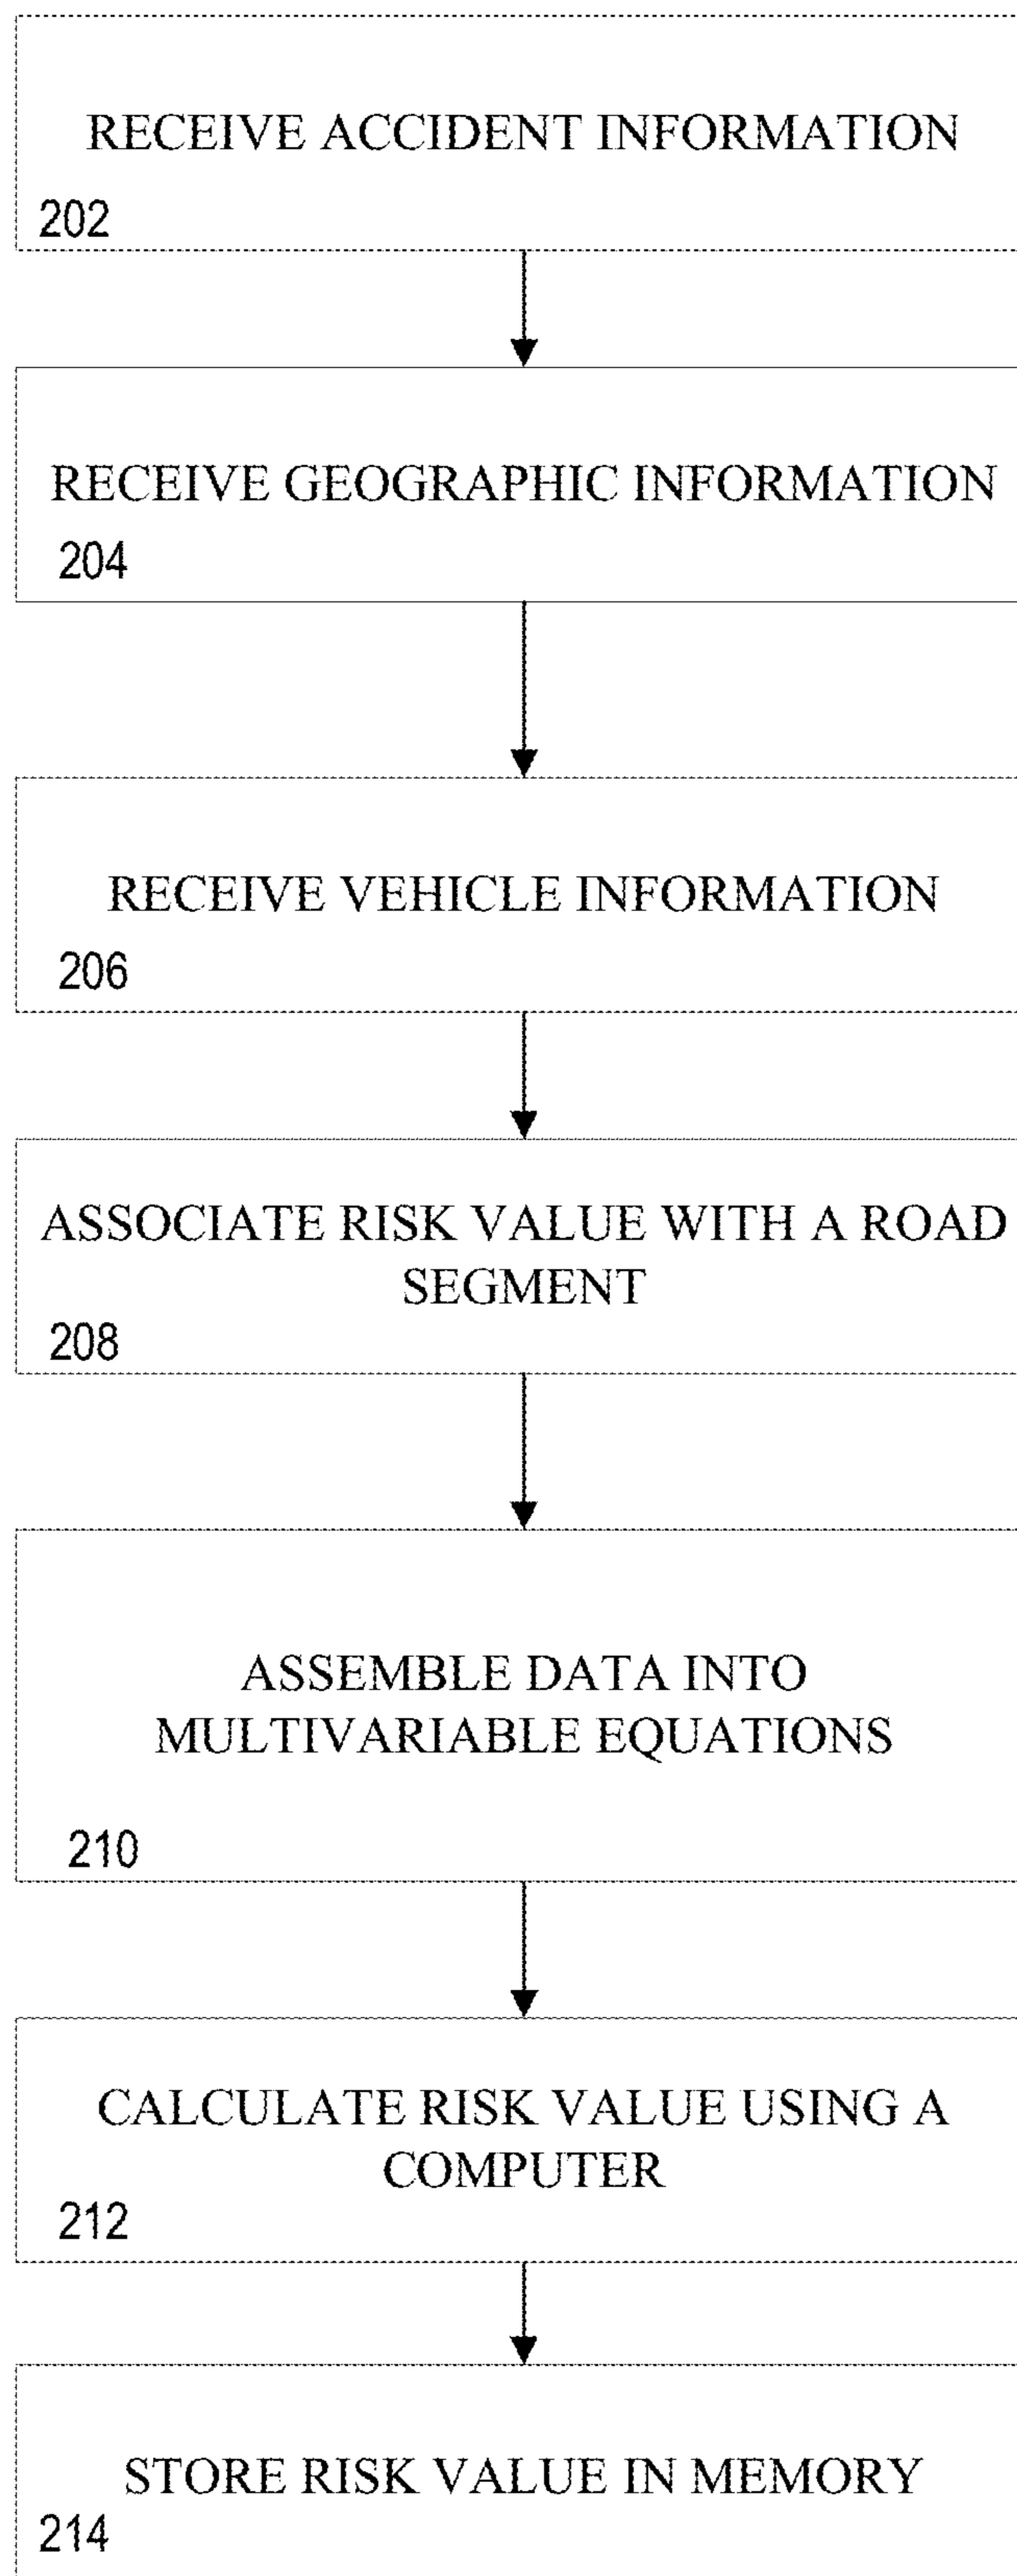 RECEIVE ACCIDENT INFORMATION
202
RECEIVE GEOGRAPHIC INFORMATION
204
RECEIVE VEHICLE INFORMATION
206
ASSOCIATE RISK VALUE WITH A ROAD
SEGMENT
208
ASSEMBLE DATA INTO
MULTIVARIABLE EQUATIONS
210
CALCULATE RISK VALUE USING A
COMPUTER
212
STORE RISK VALUE IN MEMORY
214